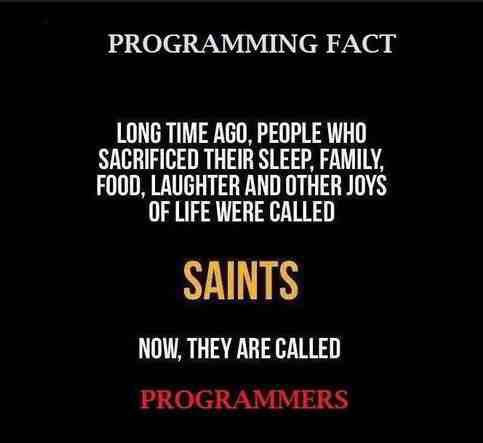 PROGRAMMING FACT
LONG TIME AGO, PEOPLE WHO
SACRIFICED THEIR SLEEP, FAMILY,
FOOD, LAUGHTER AND OTHER JOYS
OF LIFE WERE CALLED
SAINTS
NOW, THEY ARE CALLED
PROGRAMMERS